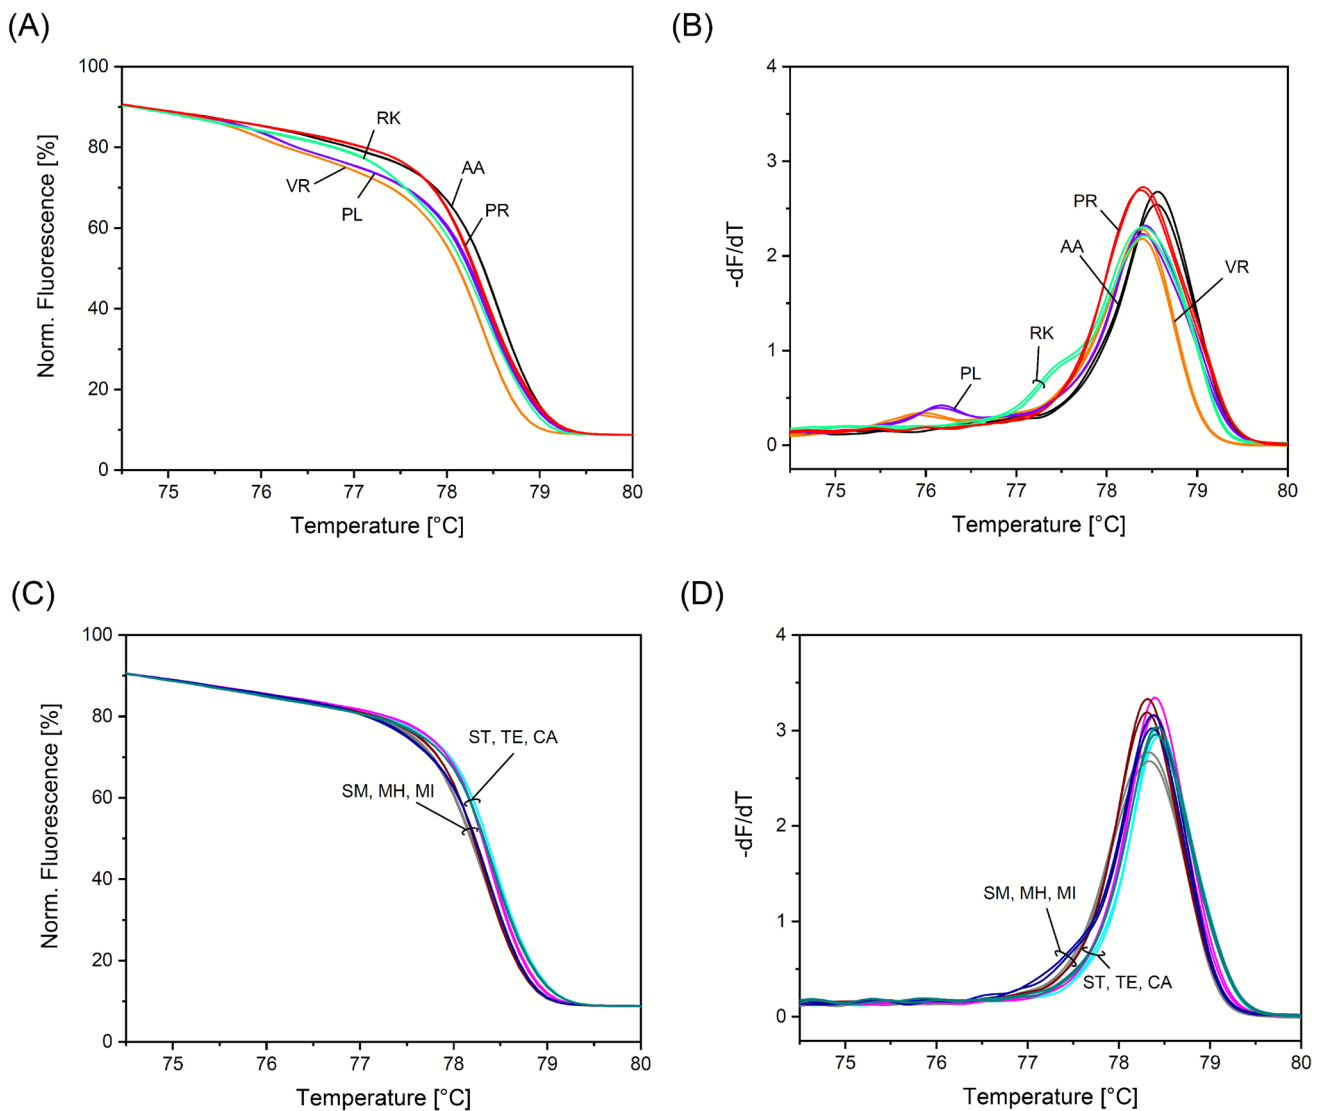 (A)
100
80
60
40
20
0
Norm. Fluorescence [%]
RK
AA
VR
PL
PR
75 76 77 78 79 80
Temperature [°C]
(B)
4
3
2
1
0
-dF/dT
PR
AA
VR
RK
PL
75 76 77 78 79 80
Temperature [°C]
(C)
100
80
60
40
20
0
Norm. Fluorescence [%]
ST, TE, CA
SM, MH, MI
75 76 77 78 79 80
Temperature [°C]
(D)
4
3
2
1
0
-dF/dT
SM, MH, MI
ST, TE, CA
75 76 77 78 79 80
Temperature [°C]